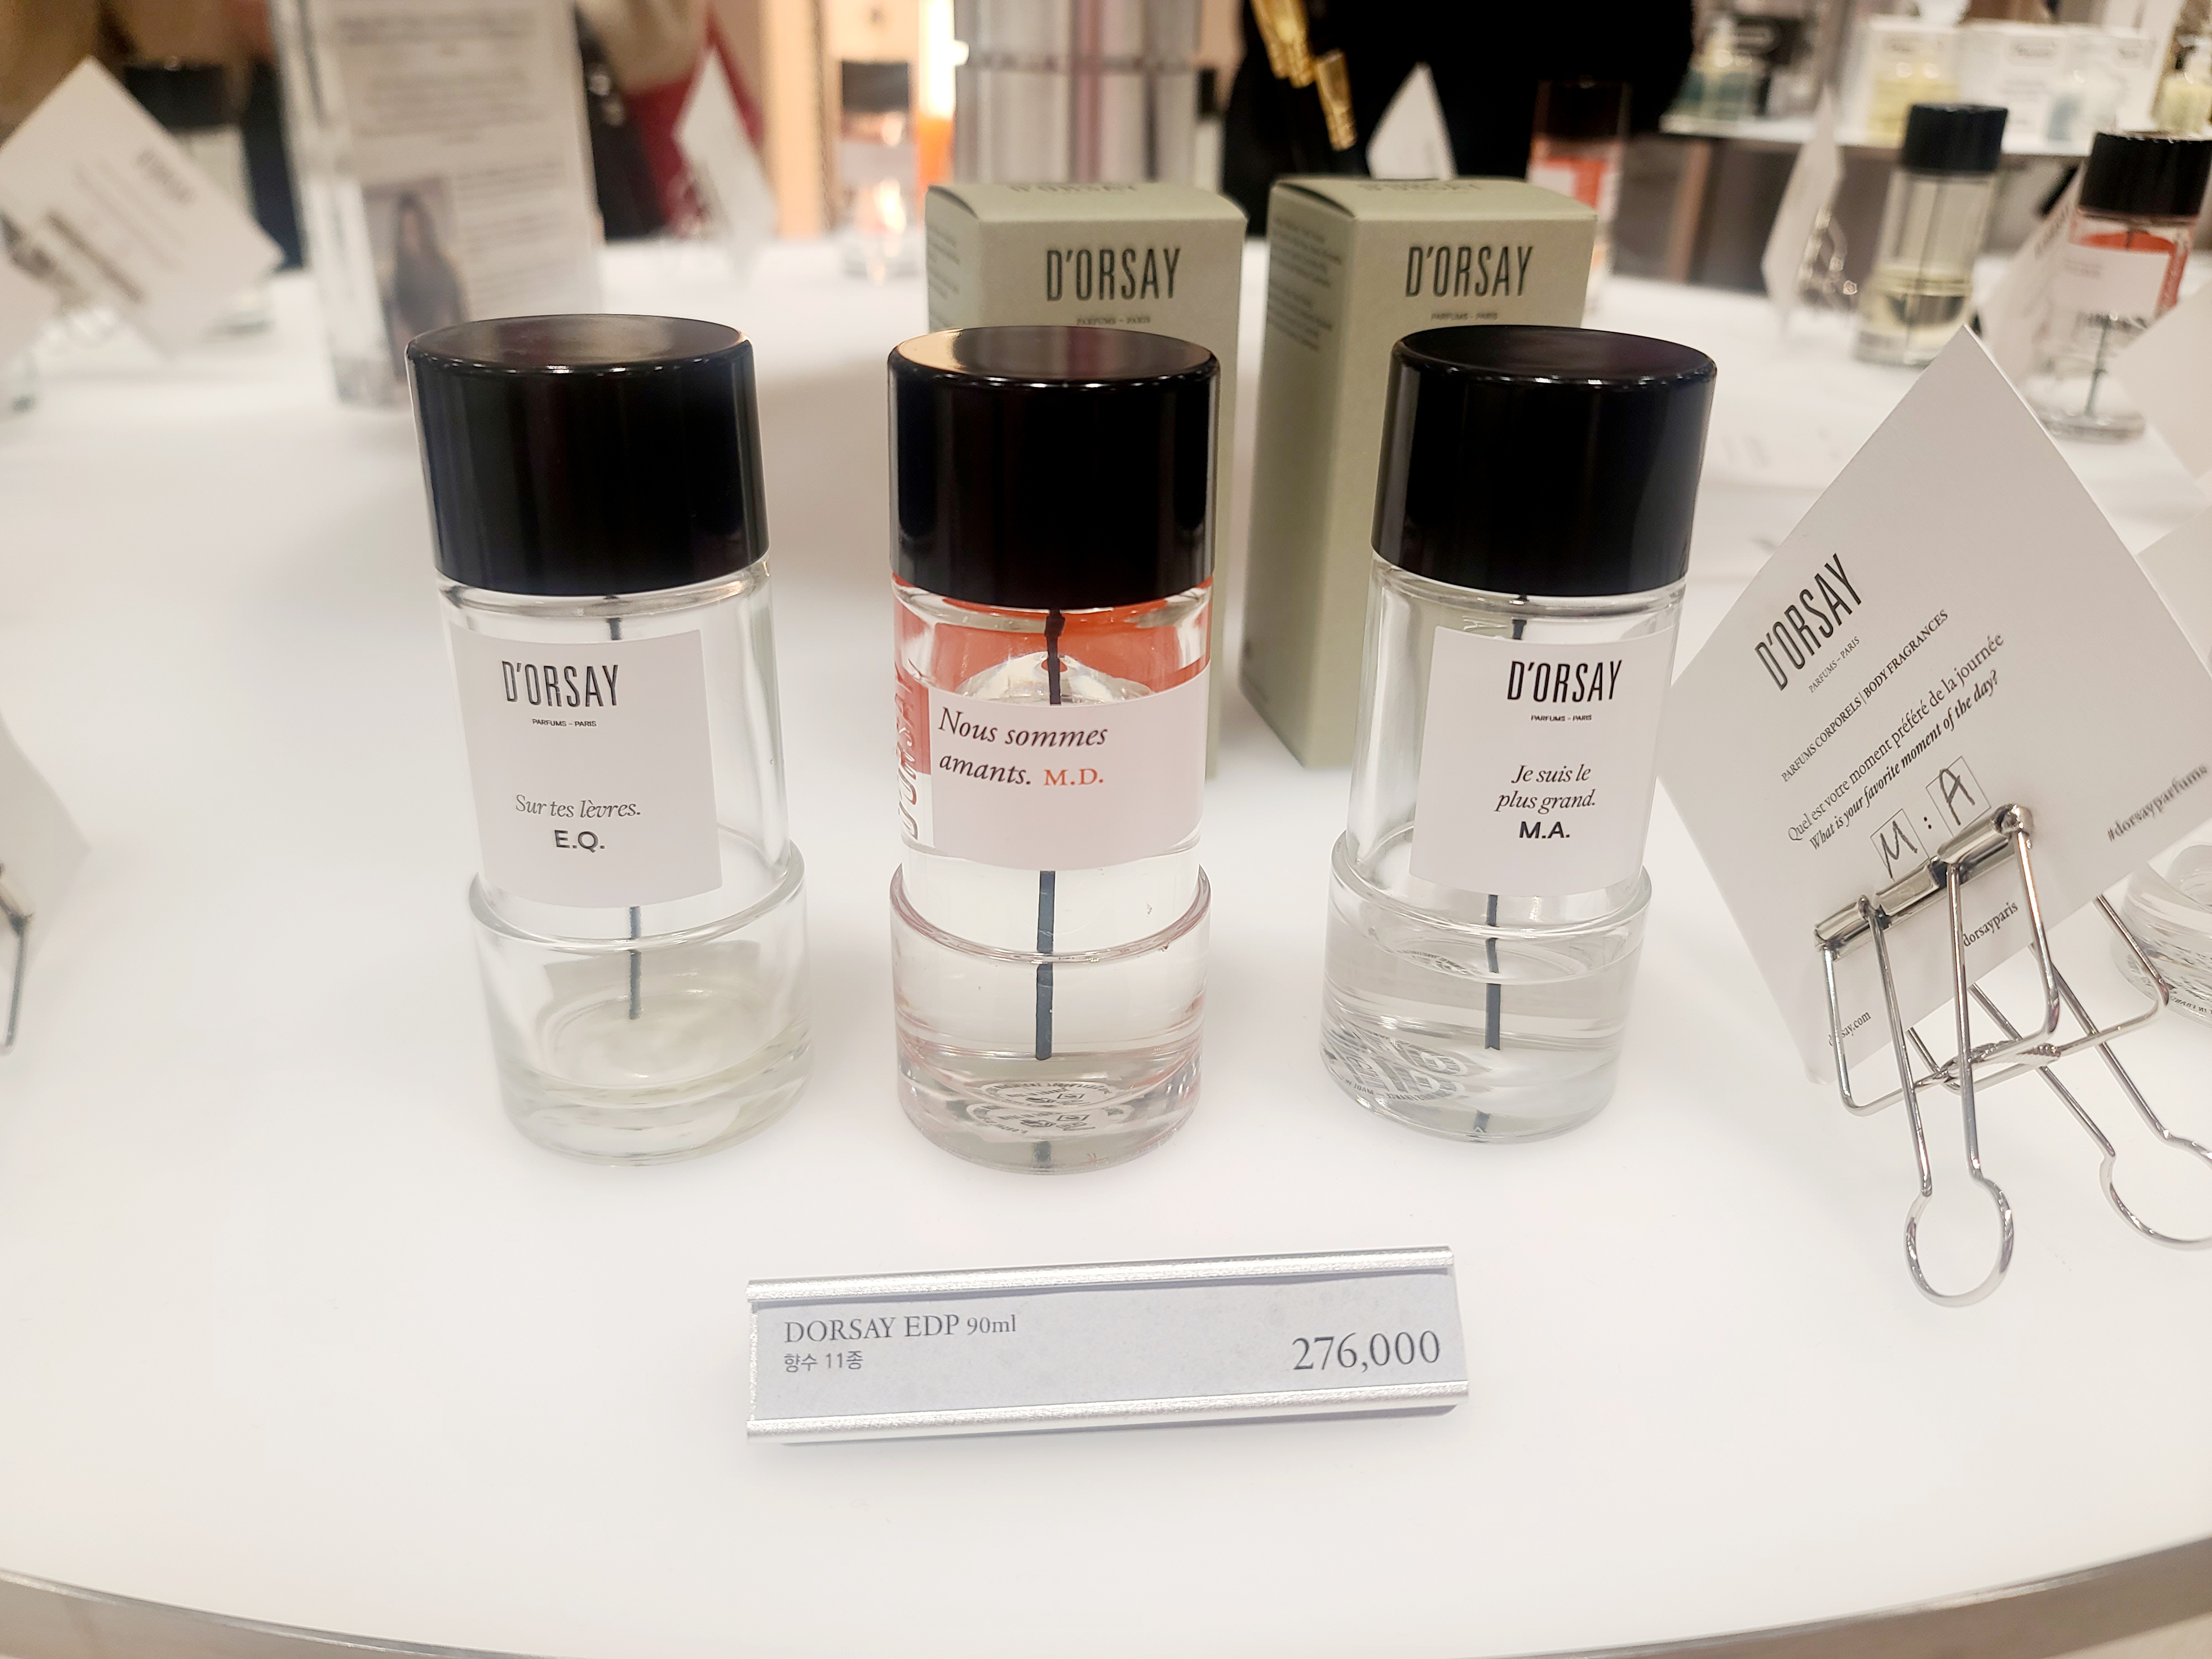 D'ORSAY
PARFUMS - PARIS
D'ORSAY
PARFUMS - PARIS
D'ORSAY
PARFUMS - PARIS
Sur tes lèvres.
E.Q.
D'ORSAY
Nous sommes
amants. M.D.
D'ORSAY
PARFUMS - PARIS
Je suis le
plus grand.
M.A.
D'ORSAY
PARFUMS - PARIS
PARFUMS CORPORELS | BODY FRAGRANCES
Quel est votre moment préféré de la journée
What is your favorite moment of the day?
M : A
#dorsayparfums
dorsayparis
DORSAY EDP 90ml
향수 11종
276,000